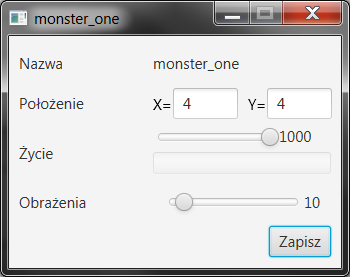 monster_one
Nazwa monster_one
Położenie X= 4 Y= 4
1000
Życie
Obrażenia 10
Zapisz